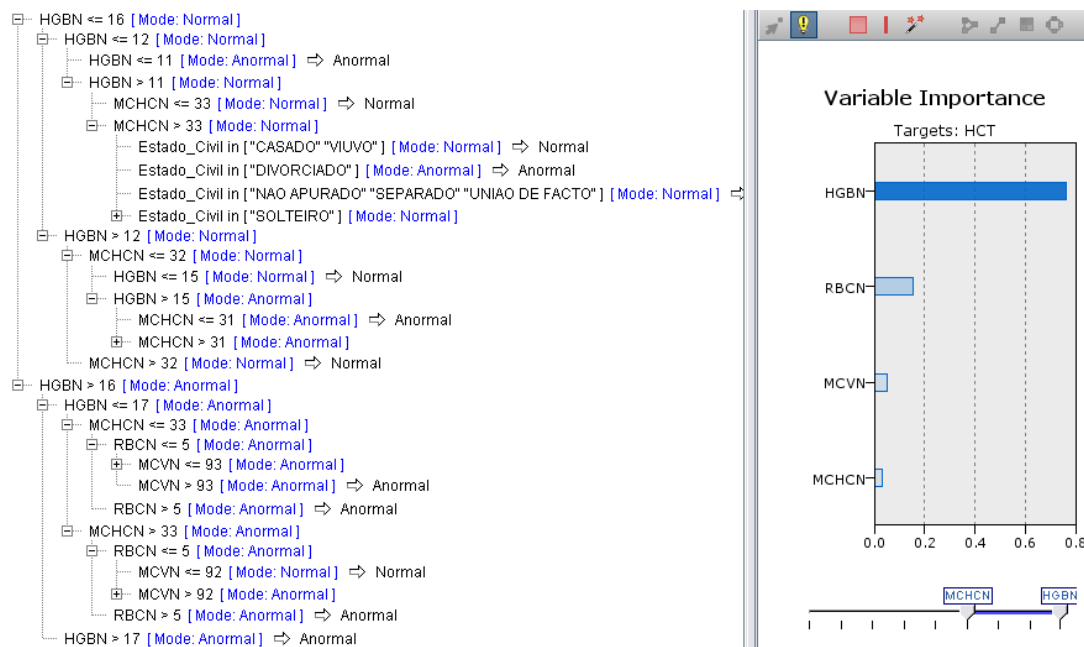 HGBN <= 16 [Mode: Normal]
HGBN <= 12 [Mode: Normal]
HGBN <= 11 [Mode: Anormal] ⇨ Anormal
HGBN > 11 [Mode: Normal]
MCHCN <= 33 [Mode: Normal] ⇨ Normal
MCHCN > 33 [Mode: Normal]
Estado_Civil in ["CASADO" "VIUVO"] [Mode: Normal] ⇨ Normal
Estado_Civil in ["DIVORCIADO"] [Mode: Anormal] ⇨ Anormal
Estado_Civil in ["NAO APURADO" "SEPARADO" "UNIAO DE FACTO"] [Mode: Normal] ⇨
Estado_Civil in ["SOLTEIRO"] [Mode: Normal]
HGBN > 12 [Mode: Normal]
MCHCN <= 32 [Mode: Normal]
HGBN <= 15 [Mode: Normal] ⇨ Normal
HGBN > 15 [Mode: Anormal]
MCHCN <= 31 [Mode: Anormal] ⇨ Anormal
MCHCN > 31 [Mode: Anormal]
MCHCN > 32 [Mode: Normal] ⇨ Normal
HGBN > 16 [Mode: Anormal]
HGBN <= 17 [Mode: Anormal]
MCHCN <= 33 [Mode: Anormal]
RBCN <= 5 [Mode: Anormal]
MCVN <= 93 [Mode: Anormal]
MCVN > 93 [Mode: Anormal] ⇨ Anormal
RBCN > 5 [Mode: Anormal] ⇨ Anormal
MCHCN > 33 [Mode: Anormal]
RBCN <= 5 [Mode: Anormal]
MCVN <= 92 [Mode: Normal] ⇨ Normal
MCVN > 92 [Mode: Anormal]
RBCN > 5 [Mode: Anormal] ⇨ Anormal
HGBN > 17 [Mode: Anormal] ⇨ Anormal
Variable Importance
Targets: HCT
HGBN
RBCN
MCVN
MCHCN
0.0 0.2 0.4 0.6 0.8
MCHCN HGBN